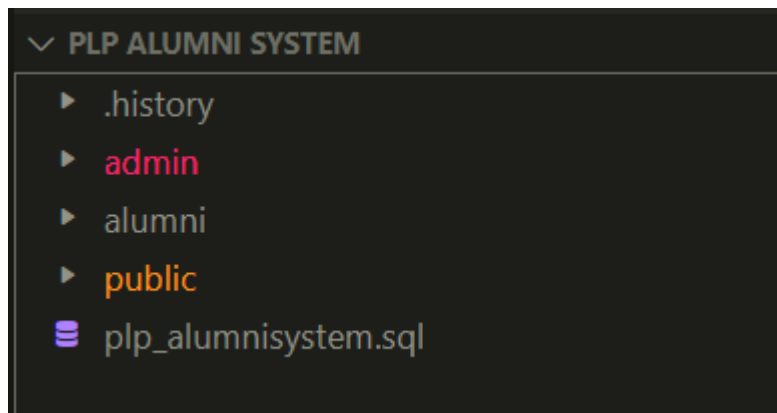 PLP ALUMNI SYSTEM
.history
admin
alumni
public
plp_alumnisystem.sql